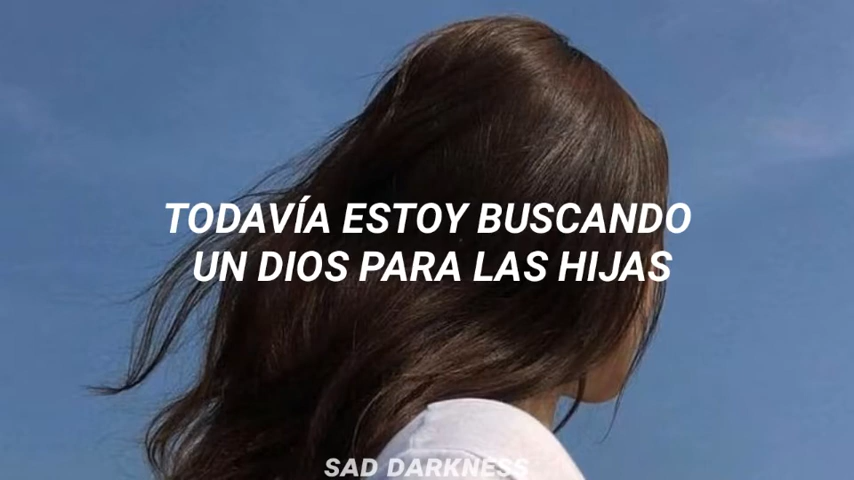 TODAVÍA ESTOY BUSCANDO
UN DIOS PARA LAS HIJAS
SAD DARKNESS